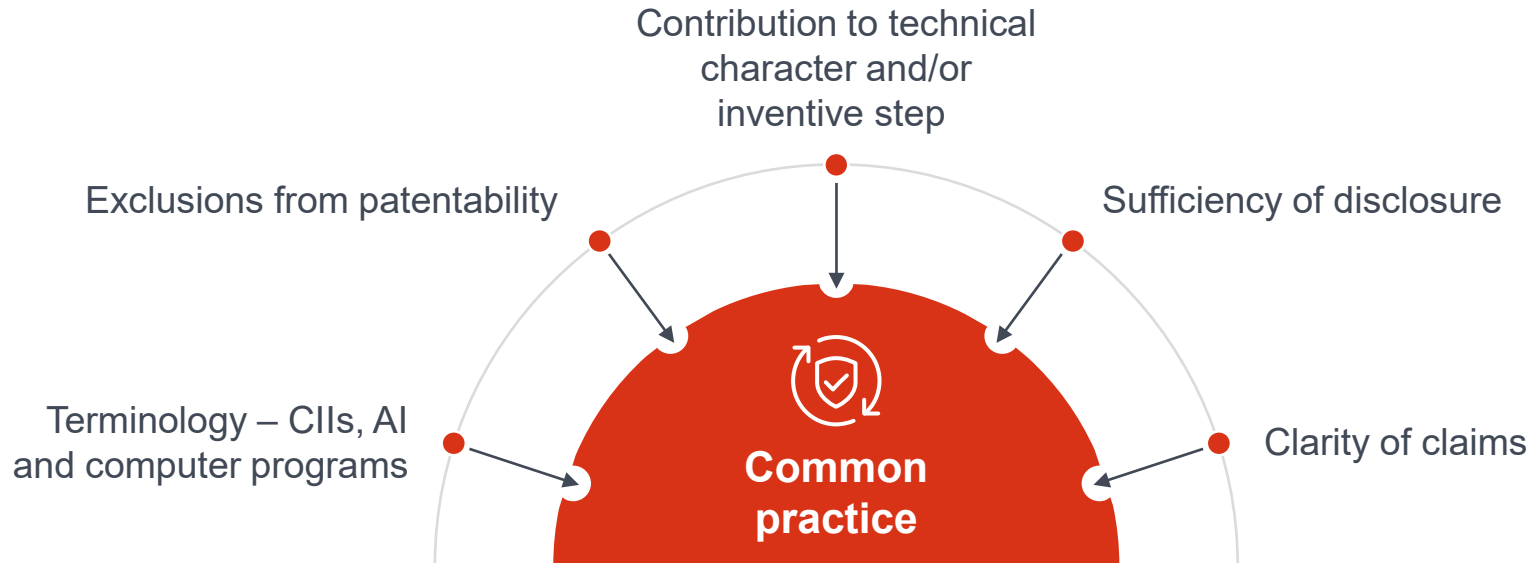 Contribution to technical
character and/or
inventive step
Exclusions from patentability
Sufficiency of disclosure
Terminology – CIIs, AI
and computer programs
Clarity of claims
Common
practice